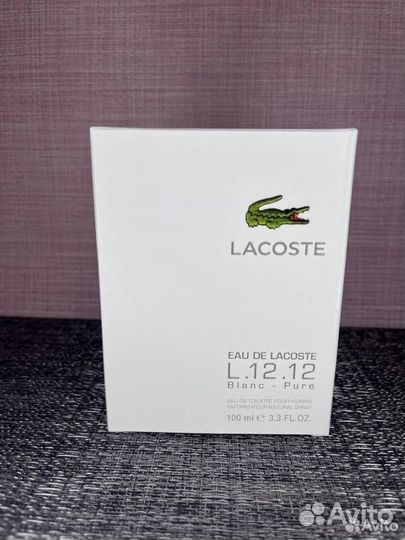 LACOSTE
EAU DE LACOSTE
L.12.12
Blanc - Pure
EAU DE TOILETTE POUR HOMME
VAPORISATEUR NATURAL SPRAY
100 ml ℮ 3.3 FL.OZ.
Avito
Avito